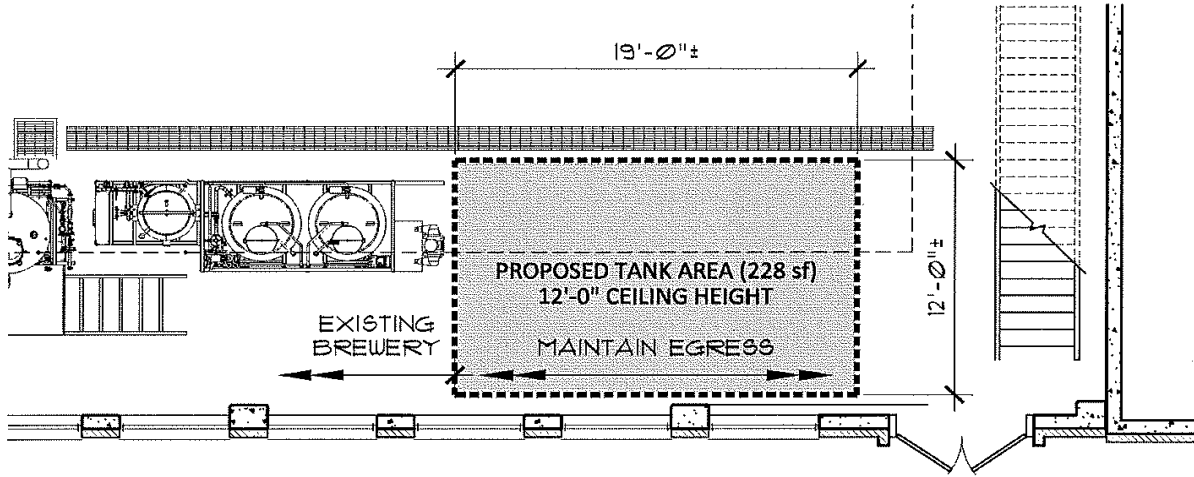 19'-0"±
PROPOSED TANK AREA (228 sf)
12'-0" CEILING HEIGHT
12'-0"±
EXISTING
BREWERY
MAINTAIN EGRESS